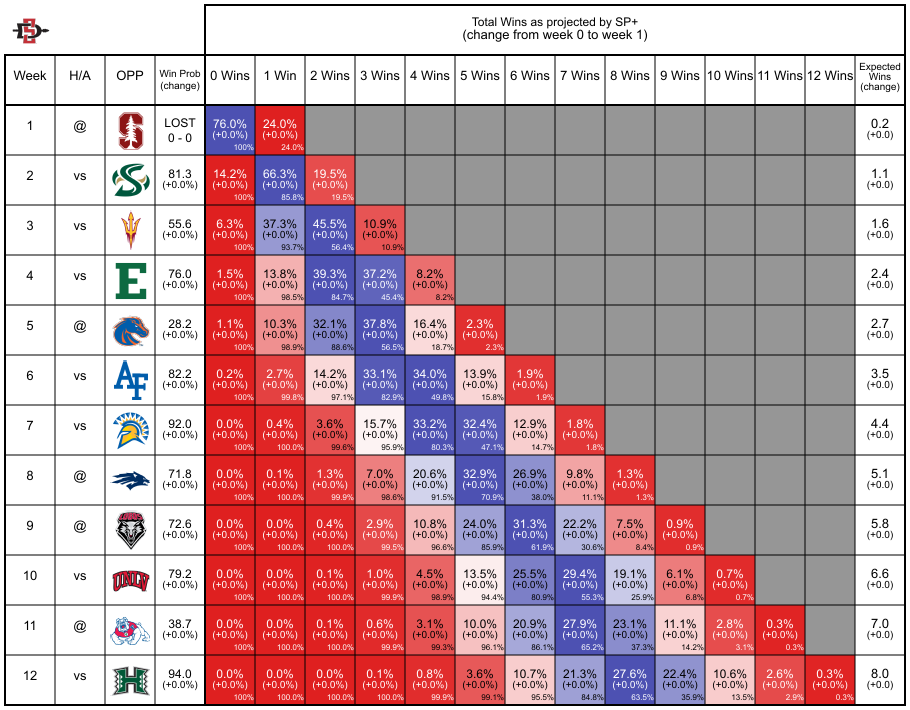 Total Wins as projected by SP+
(change from week 0 to week 1)
Week H/A OPP Win Prob (change) 0 Wins 1 Win 2 Wins 3 Wins 4 Wins 5 Wins 6 Wins 7 Wins 8 Wins 9 Wins 10 Wins 11 Wins 12 Wins Expected Wins (change)
1 @ S LOST 76.0% 24.0% 0.2
0 - 0 (+0.0%) (+0.0%) (+0.0)
100% 24.0%
2 vs S 81.3 14.2% 66.3% 19.5% 1.1
(+0.0%) (+0.0%) (+0.0%) (+0.0%) (+0.0)
100% 85.8% 19.5%
3 vs 55.6 6.3% 37.3% 45.5% 10.9% 1.6
(+0.0%) (+0.0%) (+0.0%) (+0.0%) (+0.0%) (+0.0)
100% 93.7% 56.4% 10.9%
4 vs E 76.0 1.5% 13.8% 39.3% 37.2% 8.2% 2.4
(+0.0%) (+0.0%) (+0.0%) (+0.0%) (+0.0%) (+0.0%) (+0.0)
100% 98.5% 84.7% 45.4% 8.2%
5 @ 28.2 1.1% 10.3% 32.1% 37.8% 16.4% 2.3% 2.7
(+0.0%) (+0.0%) (+0.0%) (+0.0%) (+0.0%) (+0.0%) (+0.0%) (+0.0)
100% 98.9% 88.6% 56.5% 18.7% 2.3%
6 vs AF 82.2 0.2% 2.7% 14.2% 33.1% 34.0% 13.9% 1.9% 3.5
(+0.0%) (+0.0%) (+0.0%) (+0.0%) (+0.0%) (+0.0%) (+0.0%) (+0.0%) (+0.0)
100% 99.8% 97.1% 82.9% 49.8% 15.8% 1.9%
7 vs 92.0 0.0% 0.4% 3.6% 15.7% 33.2% 32.4% 12.9% 1.8% 4.4
(+0.0%) (+0.0%) (+0.0%) (+0.0%) (+0.0%) (+0.0%) (+0.0%) (+0.0%) (+0.0%) (+0.0)
100% 100.0% 99.6% 95.9% 80.3% 47.1% 14.7% 1.8%
8 @ 71.8 0.0% 0.1% 1.3% 7.0% 20.6% 32.9% 26.9% 9.8% 1.3% 5.1
(+0.0%) (+0.0%) (+0.0%) (+0.0%) (+0.0%) (+0.0%) (+0.0%) (+0.0%) (+0.0%) (+0.0%) (+0.0)
100% 100.0% 99.9% 98.6% 91.5% 70.9% 38.0% 11.1% 1.3%
9 @ 72.6 0.0% 0.0% 0.4% 2.9% 10.8% 24.0% 31.3% 22.2% 7.5% 0.9% 5.8
(+0.0%) (+0.0%) (+0.0%) (+0.0%) (+0.0%) (+0.0%) (+0.0%) (+0.0%) (+0.0%) (+0.0%) (+0.0%) (+0.0)
100% 100.0% 100.0% 99.5% 96.6% 85.9% 61.9% 30.6% 8.4% 0.9%
10 vs UNLV 79.2 0.0% 0.0% 0.1% 1.0% 4.5% 13.5% 25.5% 29.4% 19.1% 6.1% 0.7% 6.6
(+0.0%) (+0.0%) (+0.0%) (+0.0%) (+0.0%) (+0.0%) (+0.0%) (+0.0%) (+0.0%) (+0.0%) (+0.0%) (+0.0%) (+0.0)
100% 100.0% 100.0% 99.9% 98.9% 94.4% 80.9% 55.3% 25.9% 6.8% 0.7%
11 @ 38.7 0.0% 0.0% 0.1% 0.6% 3.1% 10.0% 20.9% 27.9% 23.1% 11.1% 2.8% 0.3% 7.0
(+0.0%) (+0.0%) (+0.0%) (+0.0%) (+0.0%) (+0.0%) (+0.0%) (+0.0%) (+0.0%) (+0.0%) (+0.0%) (+0.0%) (+0.0%) (+0.0)
100% 100.0% 100.0% 99.9% 99.3% 96.1% 86.1% 65.2% 37.3% 14.2% 3.1% 0.3%
12 vs H 94.0 0.0% 0.0% 0.0% 0.1% 0.8% 3.6% 10.7% 21.3% 27.6% 22.4% 10.6% 2.6% 0.3% 8.0
(+0.0%) (+0.0%) (+0.0%) (+0.0%) (+0.0%) (+0.0%) (+0.0%) (+0.0%) (+0.0%) (+0.0%) (+0.0%) (+0.0%) (+0.0%) (+0.0%) (+0.0)
100% 100.0% 100.0% 100.0% 99.9% 99.1% 95.5% 84.8% 63.5% 35.9% 13.5% 2.9% 0.3%